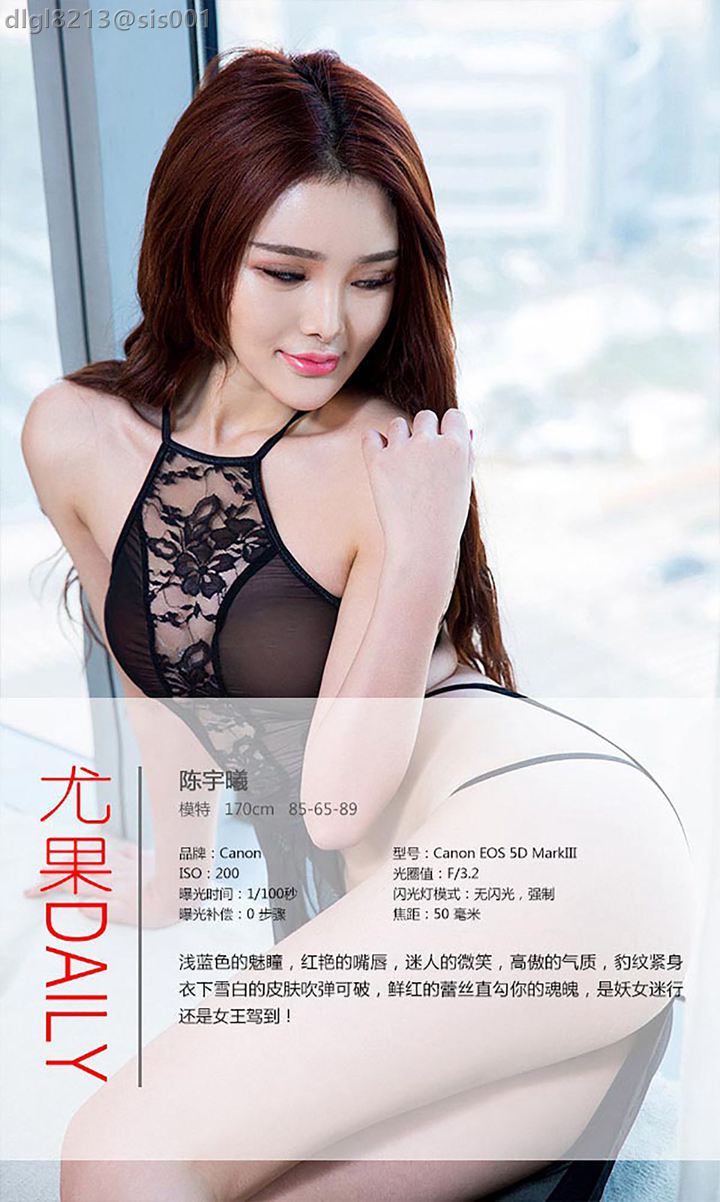 dlgl8213@sis001
尤果DAILY
陈宇曦
模特 170cm 85-65-89
品牌：Canon
型号：Canon EOS 5D MarkIII
ISO：200
光圈值：F/3.2
曝光时间：1/100秒
闪光灯模式：无闪光，强制
曝光补偿：0 步骤
焦距：50 毫米
浅蓝色的魅瞳，红艳的嘴唇，迷人的微笑，高傲的气质，豹纹紧身
衣下雪白的皮肤吹弹可破，鲜红的蕾丝直勾你的魂魄，是妖女迷行
还是女王驾到！